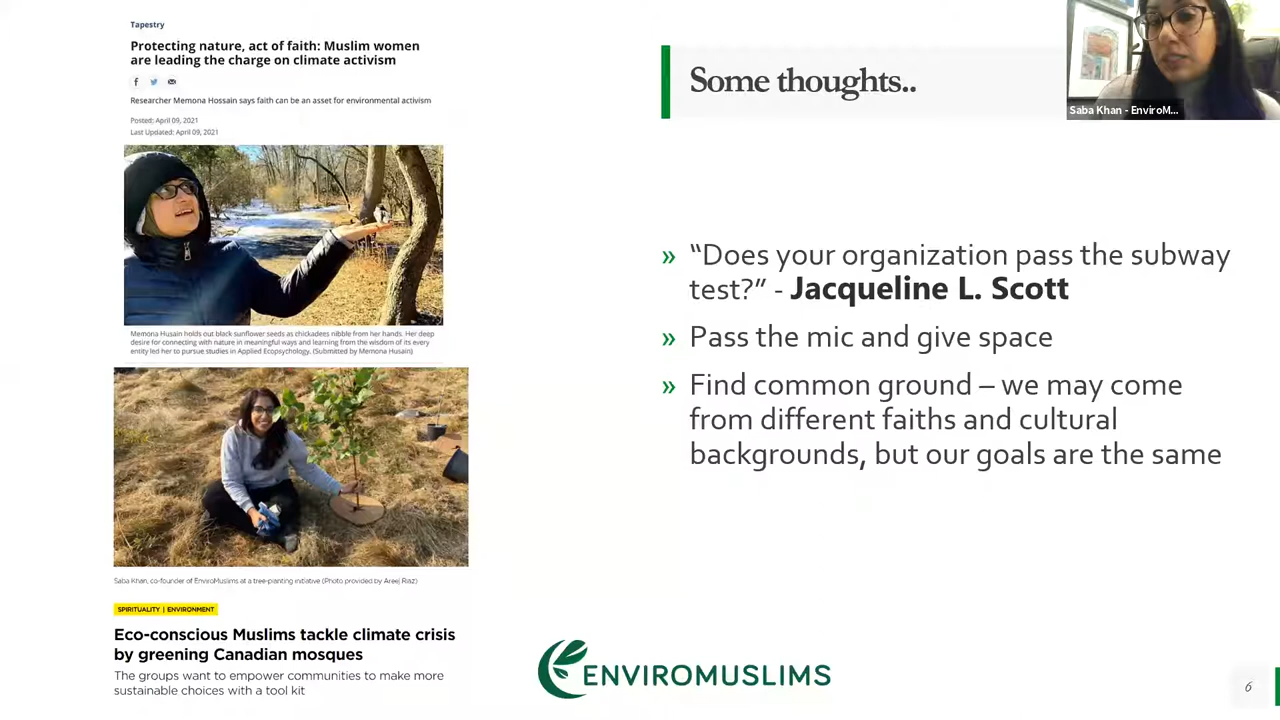 Tapestry
Protecting nature, act of faith: Muslim women
are leading the charge on climate activism
Researcher Memona Hossain says faith can be an asset for environmental activism
Posted: April 09, 2021
Last Updated: April 09, 2021
Memona Husain holds out black sunflower seeds as chickadees nibble from her hands. Her deep
desire for connecting with nature in meaningful ways and learning from the wisdom of its every
entity led her to pursue studies in Applied Ecopsychology. (Submitted by Memona Husain)
Saba Khan, co-founder of EnviroMuslims at a tree-planting initiative (Photo provided by Areej Riaz)
SPIRITUALITY | ENVIRONMENT
Eco-conscious Muslims tackle climate crisis
by greening Canadian mosques
The groups want to empower communities to make more
sustainable choices with a tool kit
Some thoughts..
Saba Khan - EnviroM...
» “Does your organization pass the subway
test?” - Jacqueline L. Scott
» Pass the mic and give space
» Find common ground – we may come
from different faiths and cultural
backgrounds, but our goals are the same
ENVIROMUSLIMS
6